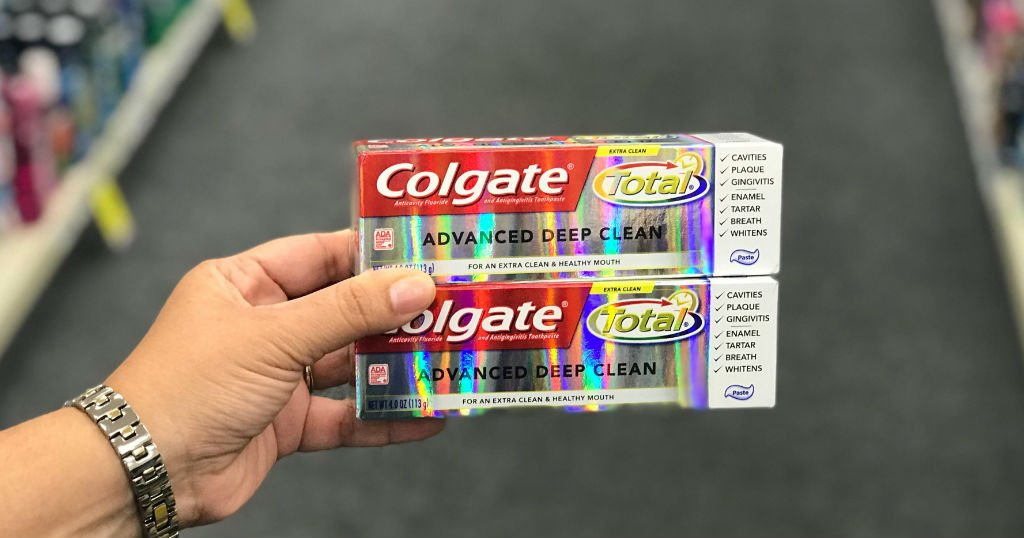 EXTRA CLEAN
Colgate®
Total
Anticavity Fluoride and Antigingivitis Toothpaste
ADA
ADVANCED DEEP CLEAN
FOR AN EXTRA CLEAN & HEALTHY MOUTH
✓ CAVITIES
✓ PLAQUE
✓ GINGIVITIS
✓ ENAMEL
✓ TARTAR
✓ BREATH
✓ WHITENS
Paste
EXTRA CLEAN
Colgate®
Total
Anticavity Fluoride and Antigingivitis Toothpaste
ADA
ADVANCED DEEP CLEAN
NET WT 4.0 OZ (113 g)
FOR AN EXTRA CLEAN & HEALTHY MOUTH
✓ CAVITIES
✓ PLAQUE
✓ GINGIVITIS
✓ ENAMEL
✓ TARTAR
✓ BREATH
✓ WHITENS
Paste